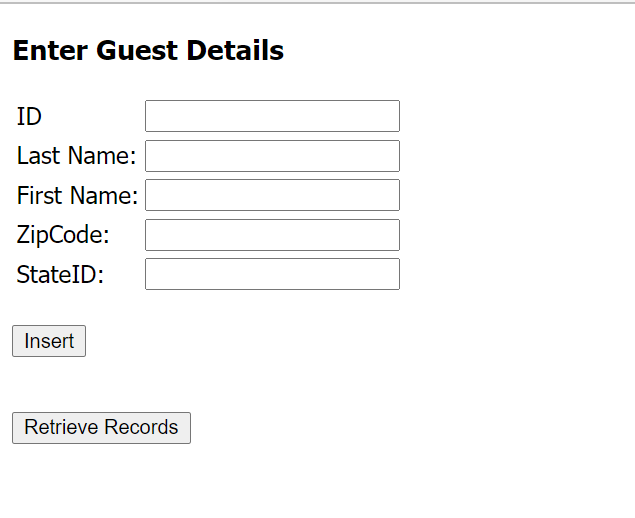 Enter Guest Details
ID
Last Name:
First Name:
ZipCode:
StateID:
Insert
Retrieve Records